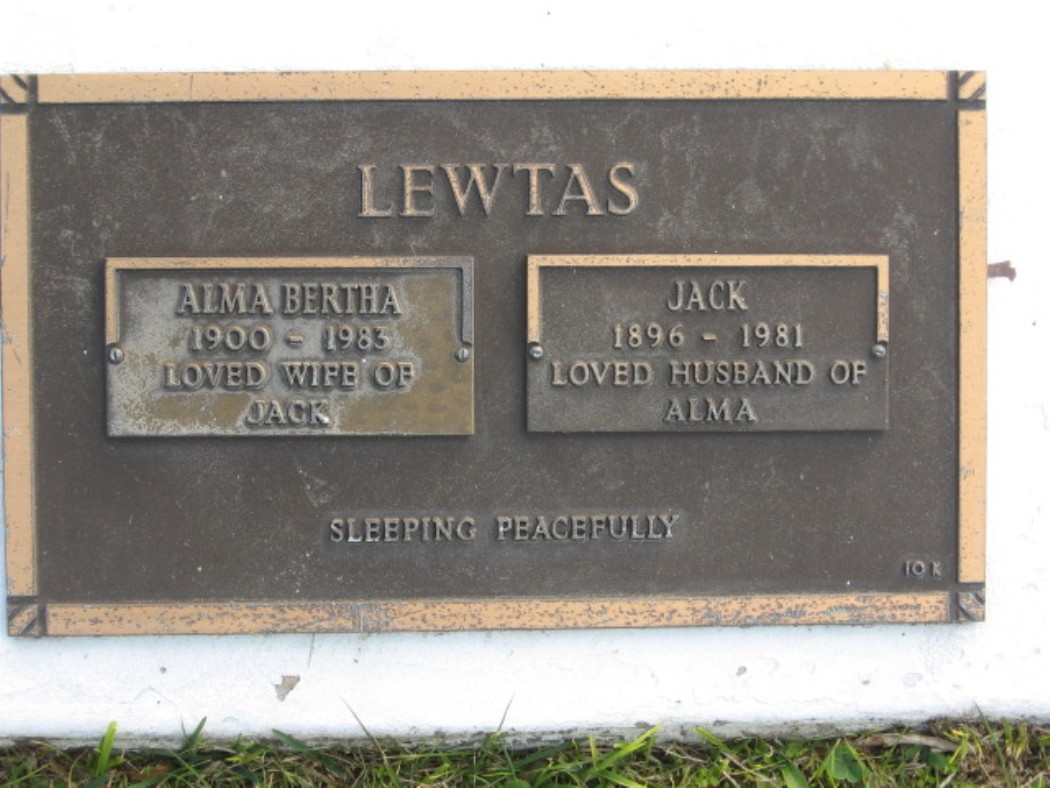 LEWTAS
ALMA BERTHA
1900 - 1983
LOVED WIFE OF
JACK
JACK
1896 - 1981
LOVED HUSBAND OF
ALMA
SLEEPING PEACEFULLY
10 K